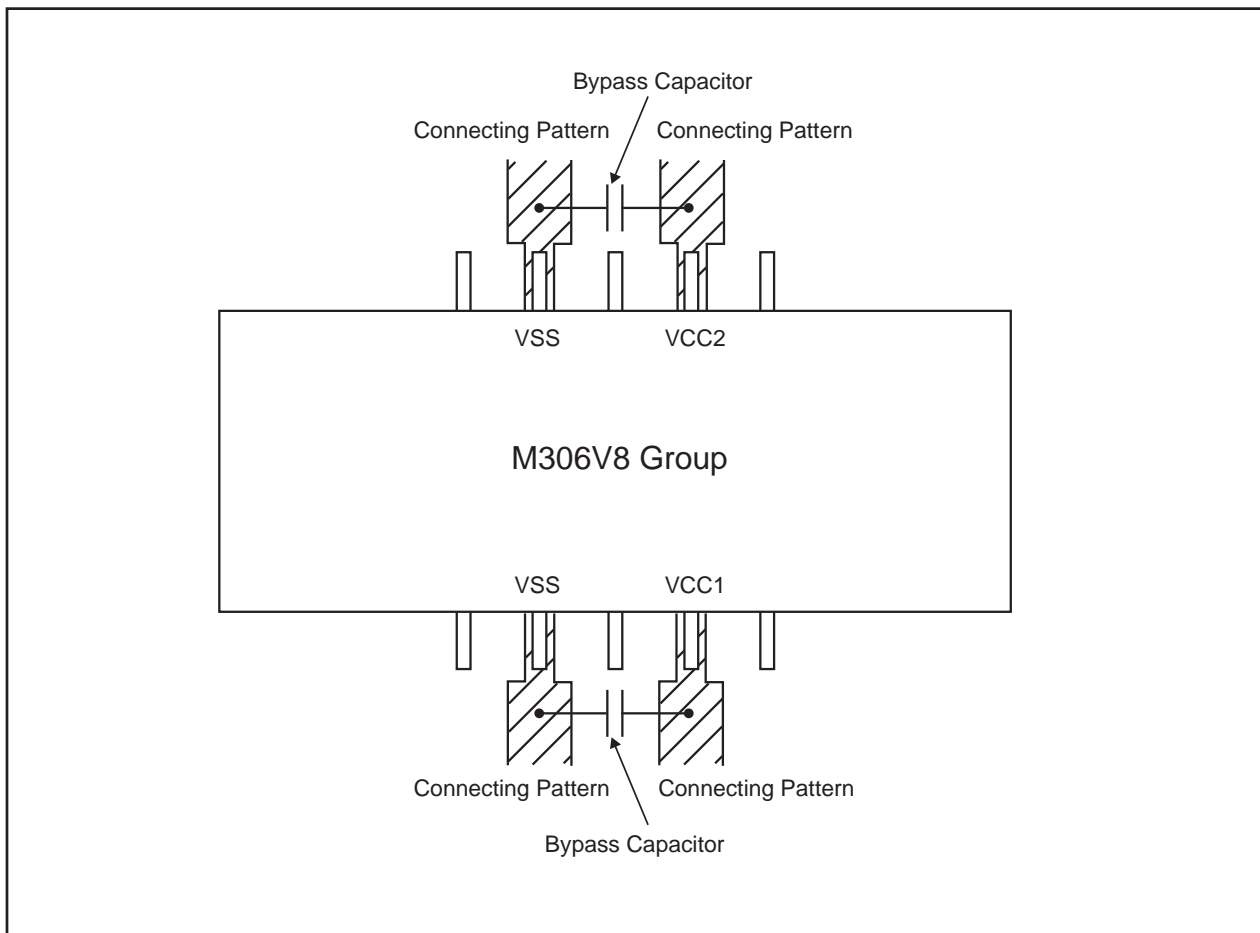 Bypass Capacitor
Connecting Pattern Connecting Pattern
VSS VCC2
M306V8 Group
VSS VCC1
Connecting Pattern Connecting Pattern
Bypass Capacitor